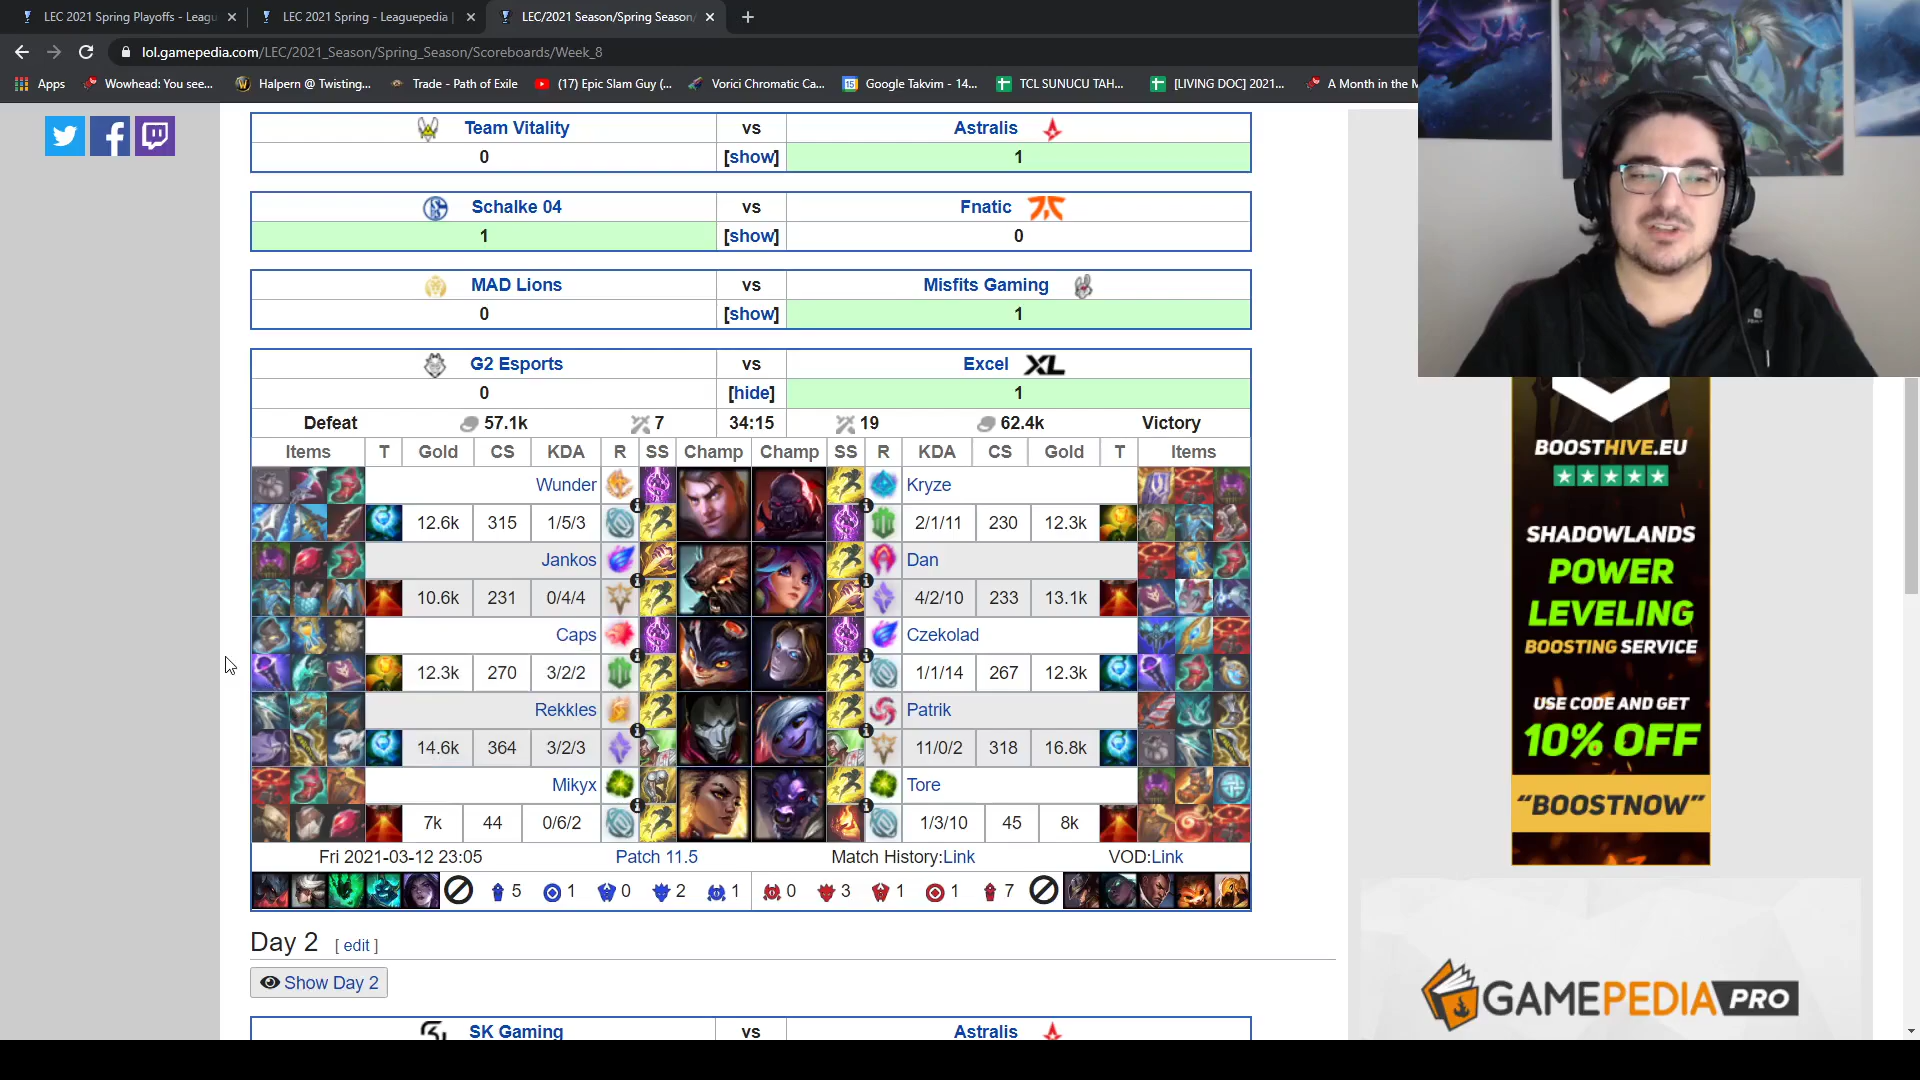 LEC 2021 Spring Playoffs - Leagu
LEC 2021 Spring - Leaguepedia |
LEC/2021 Season/Spring Season
lol.gamepedia.com/LEC/2021_Season/Spring_Season/Scoreboards/Week_8
Apps Wowhead: You see... Halpern @ Twisting... Trade - Path of Exile (17) Epic Slam Guy (... Vorici Chromatic Ca... Google Takvim - 14... TCL SUNUCU TAH... [LIVING DOC] 2021... A Month in the M
Team Vitality vs Astralis
0 [show] 1
Schalke 04 vs Fnatic
1 [show] 0
MAD Lions vs Misfits Gaming
0 [show] 1
G2 Esports vs Excel XL
0 [hide] 1
Defeat 57.1k 7 34:15 19 62.4k Victory
Items T Gold CS KDA R SS Champ Champ SS R KDA CS Gold T Items
Wunder Kryze
12.6k 315 1/5/3 2/1/11 230 12.3k
Jankos Dan
10.6k 231 0/4/4 4/2/10 233 13.1k
Caps Czekolad
12.3k 270 3/2/2 1/1/14 267 12.3k
Rekkles Patrik
14.6k 364 3/2/3 11/0/2 318 16.8k
Mikyx Tore
7k 44 0/6/2 1/3/10 45 8k
Fri 2021-03-12 23:05 Patch 11.5 Match History:Link VOD:Link
5 1 0 2 1 0 3 1 1 7
Day 2 [ edit ]
Show Day 2
SK Gaming vs Astralis
BOOSTHIVE.EU
SHADOWLANDS
POWER
LEVELING
BOOSTING SERVICE
USE CODE AND GET
10% OFF
“BOOSTNOW”
GAMEPEDIA PRO